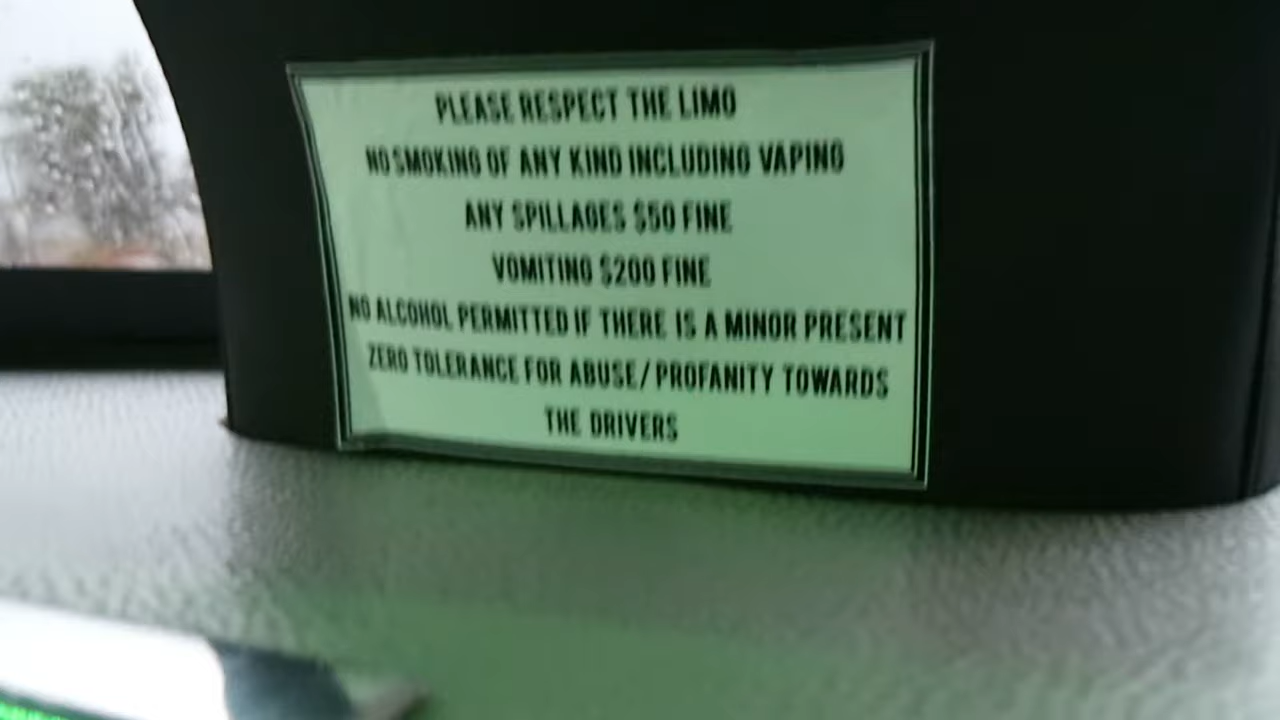 PLEASE RESPECT THE LIMO
NO SMOKING OF ANY KIND INCLUDING VAPING
ANY SPILLAGES $50 FINE
VOMITING $200 FINE
NO ALCOHOL PERMITTED IF THERE IS A MINOR PRESENT
ZERO TOLERANCE FOR ABUSE/PROFANITY TOWARDS
THE DRIVERS